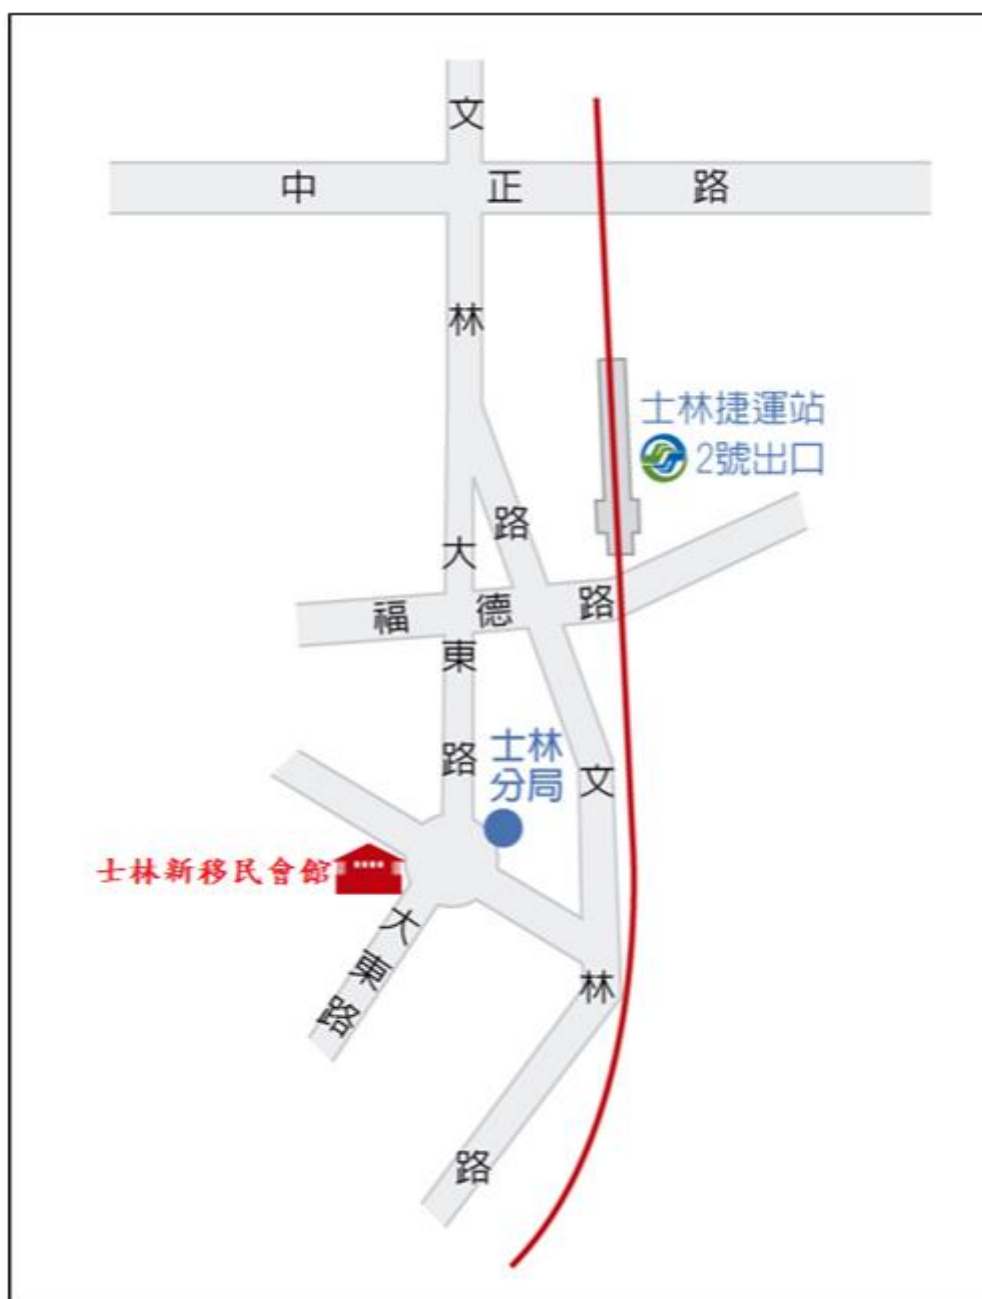 文林路
中正路
士林捷運站
2號出口
大東路
福德路
士林
分局
文林路
士林新移民會館
大東路